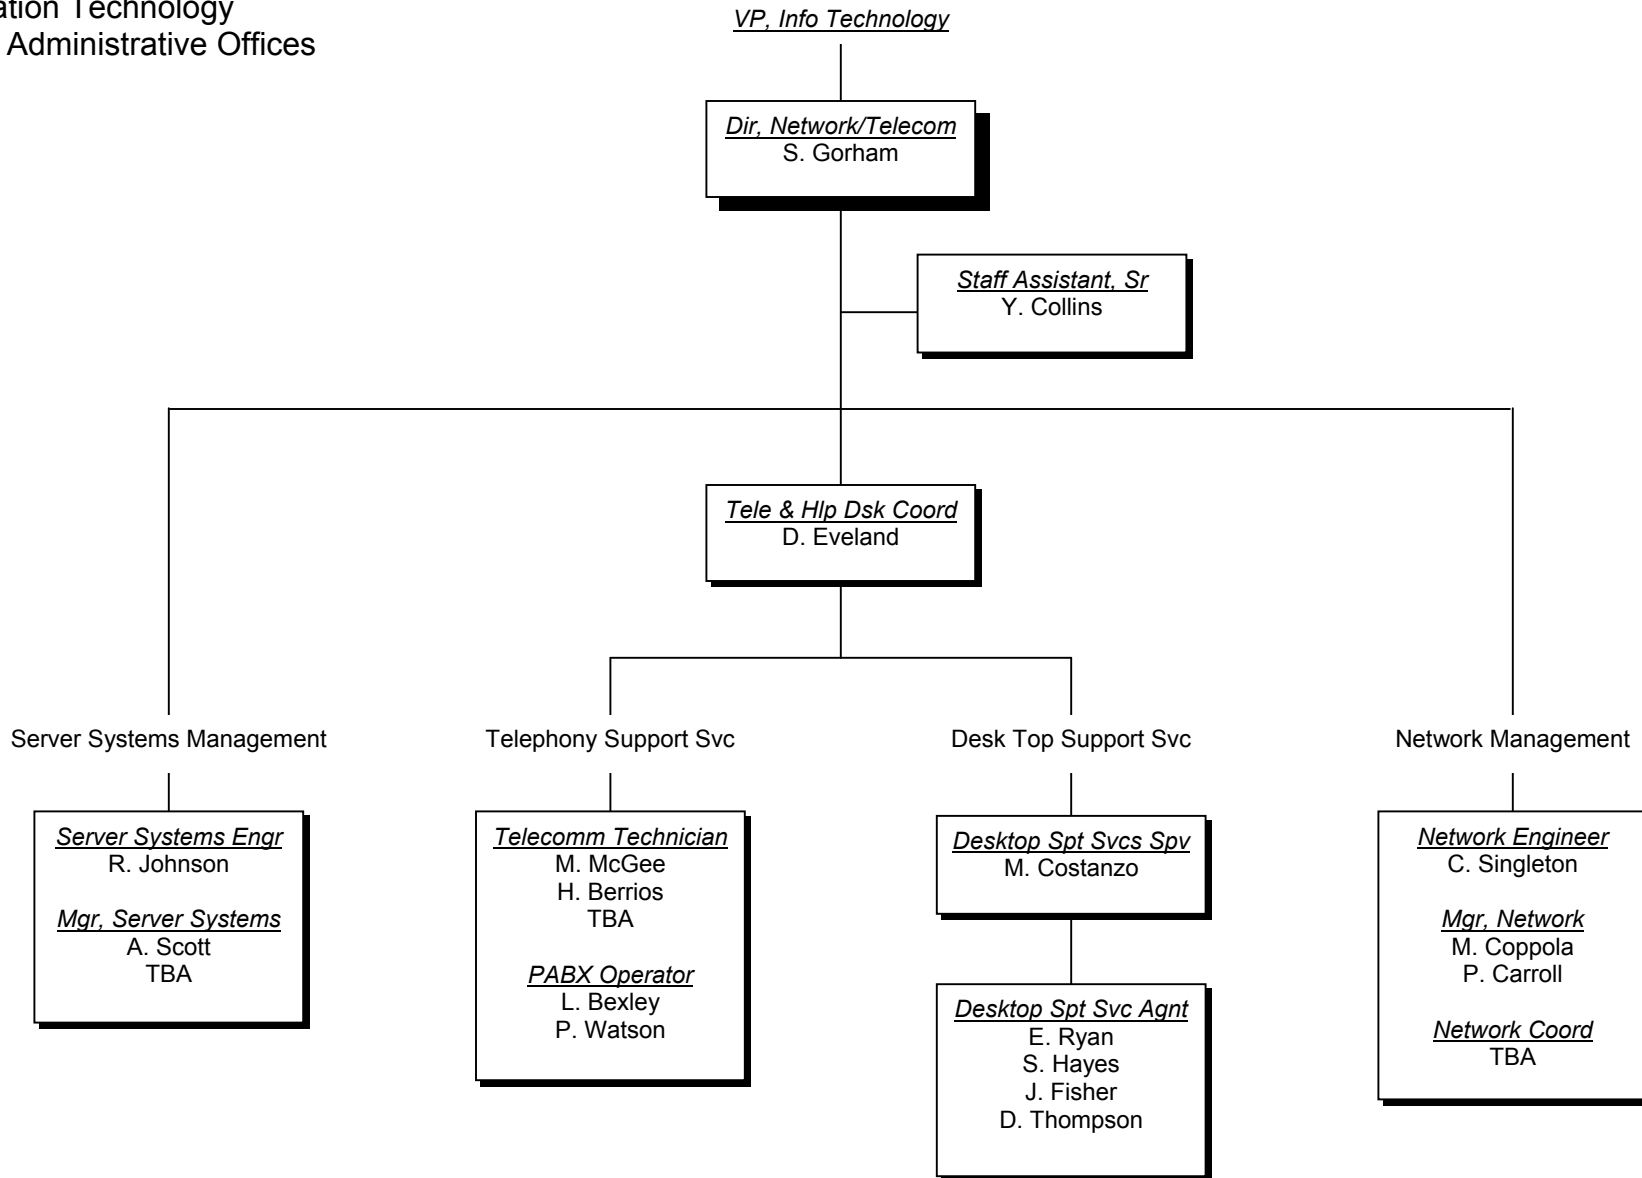 Technology
Administrative Offices
VP, Info Technology
Dir, Network/Telecom
S. Gorham
Staff Assistant, Sr
Y. Collins
Tele & Hlp Dsk Coord
D. Eveland
Server Systems Management
Telephony Support Svc
Desk Top Support Svc
Network Management
Server Systems Engr
R. Johnson
Mgr, Server Systems
A. Scott
TBA
Telecomm Technician
M. McGee
H. Berrios
TBA
PABX Operator
L. Bexley
P. Watson
Desktop Spt Svcs Spv
M. Costanzo
Desktop Spt Svc Agnt
E. Ryan
S. Hayes
J. Fisher
D. Thompson
Network Engineer
C. Singleton
Mgr, Network
M. Coppola
P. Carroll
Network Coord
TBA